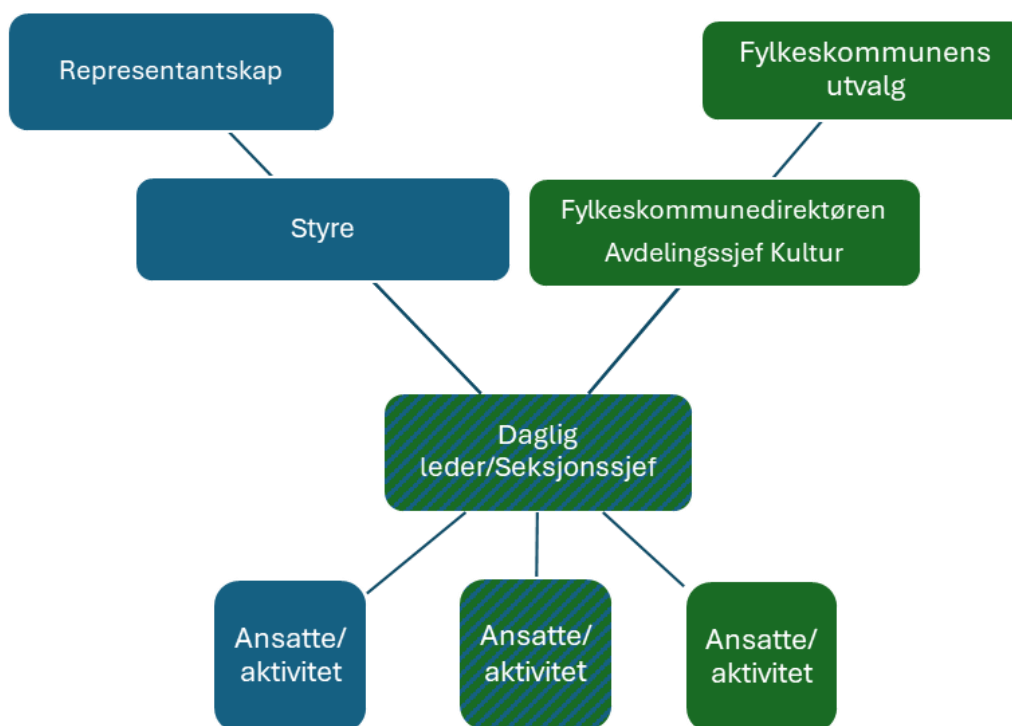 Representantskap
Fylkeskommunens
utvalg
Styre
Fylkeskommunedirektøren
Avdelingssjef Kultur
Daglig
leder/Seksjonssjef
Ansatte/
aktivitet
Ansatte/
aktivitet
Ansatte/
aktivitet